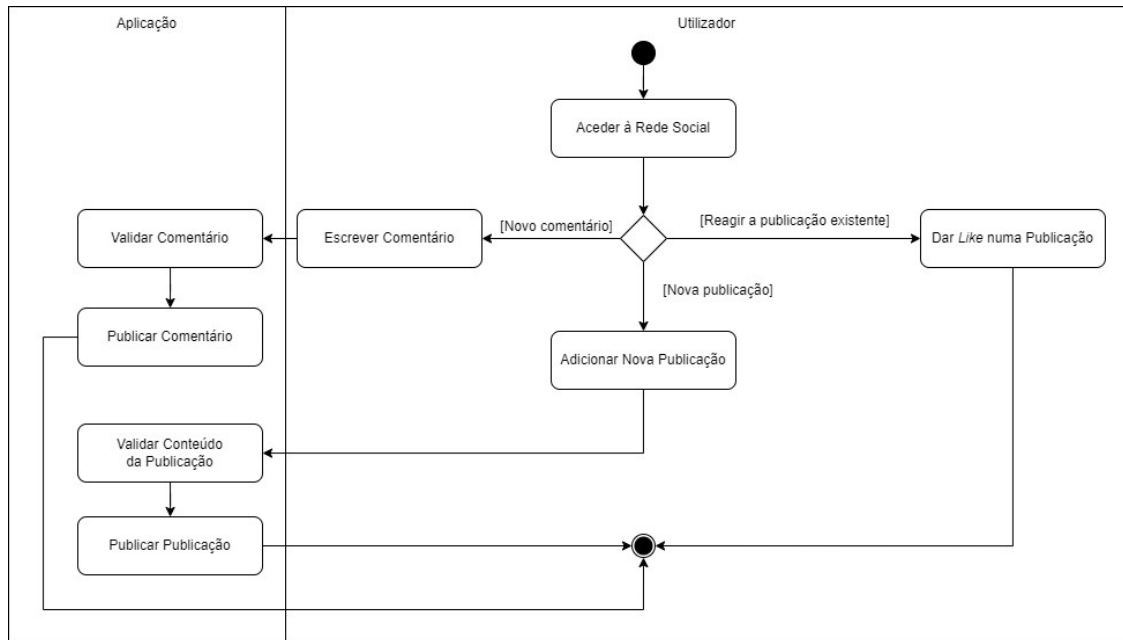 Aplicação
Utilizador
Aceder à Rede Social
[Novo comentário]
[Reagir a publicação existente]
Validar Comentário
Escrever Comentário
Dar Like numa Publicação
[Nova publicação]
Publicar Comentário
Adicionar Nova Publicação
Validar Conteúdo
da Publicação
Publicar Publicação